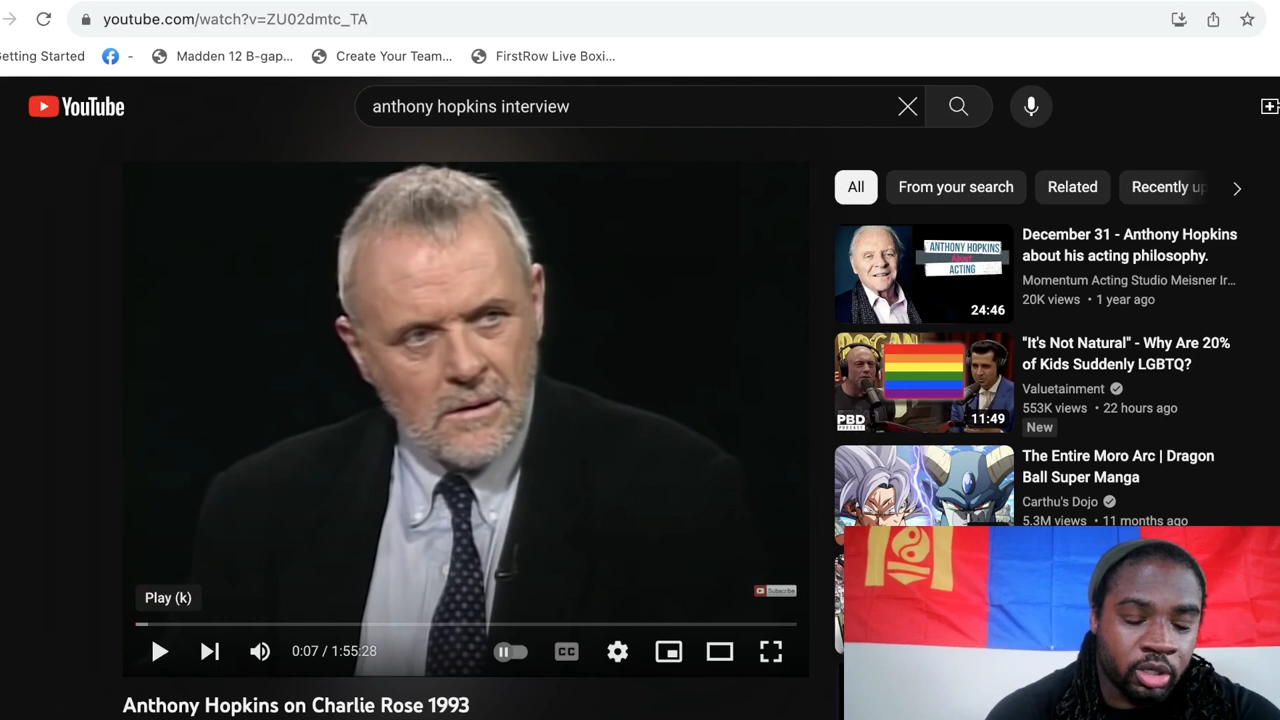 youtube.com/watch?v=ZU02dmtc_TA
etting Started
-
Madden 12 B-gap...
Create Your Team...
FirstRow Live Boxi...
YouTube
anthony hopkins interview
All
From your search
Related
Recently up
ANTHONY HOPKINS
About
ACTING
24:46
December 31 - Anthony Hopkins
about his acting philosophy.
Momentum Acting Studio Meisner Ir...
20K views • 1 year ago
PBD
PODCAST
11:49
"It's Not Natural" - Why Are 20%
of Kids Suddenly LGBTQ?
Valuetainment
553K views • 22 hours ago
New
The Entire Moro Arc | Dragon
Ball Super Manga
Carthu's Dojo
5.3M views • 11 months ago
Subscribe
Play (k)
0:07 / 1:55:28
CC
Anthony Hopkins on Charlie Rose 1993